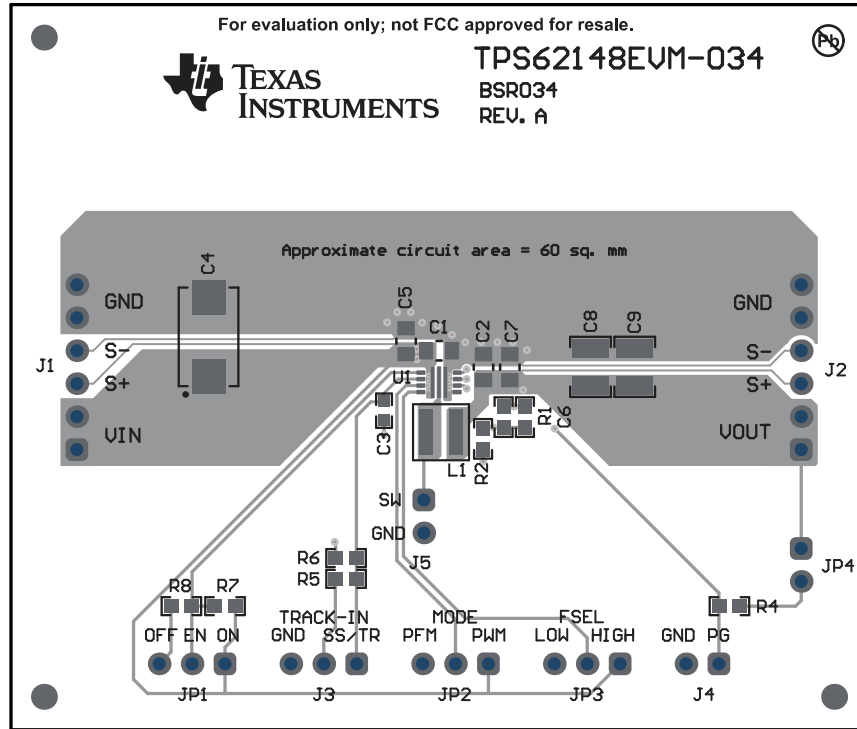 For evaluation only; not FCC approved for resale.
TEXAS
INSTRUMENTS
TPS62148EVM-034
BSR034
REV. A
Pb
Approximate circuit area = 60 sq. mm
C4
C5
C1
C2
C7
C8
C9
GND
GND
J1
S-
S+
VIN
U1
S-
S+
J2
VOUT
C3
L1
R2
R1
C6
SW
GND
J5
R6
R5
JP4
R8
R7
R4
TRACK-IN
MODE
FSEL
OFF EN ON
GND SS/TR
PFM PWM
LOW HIGH
GND PG
JP1
J3
JP2
JP3
J4